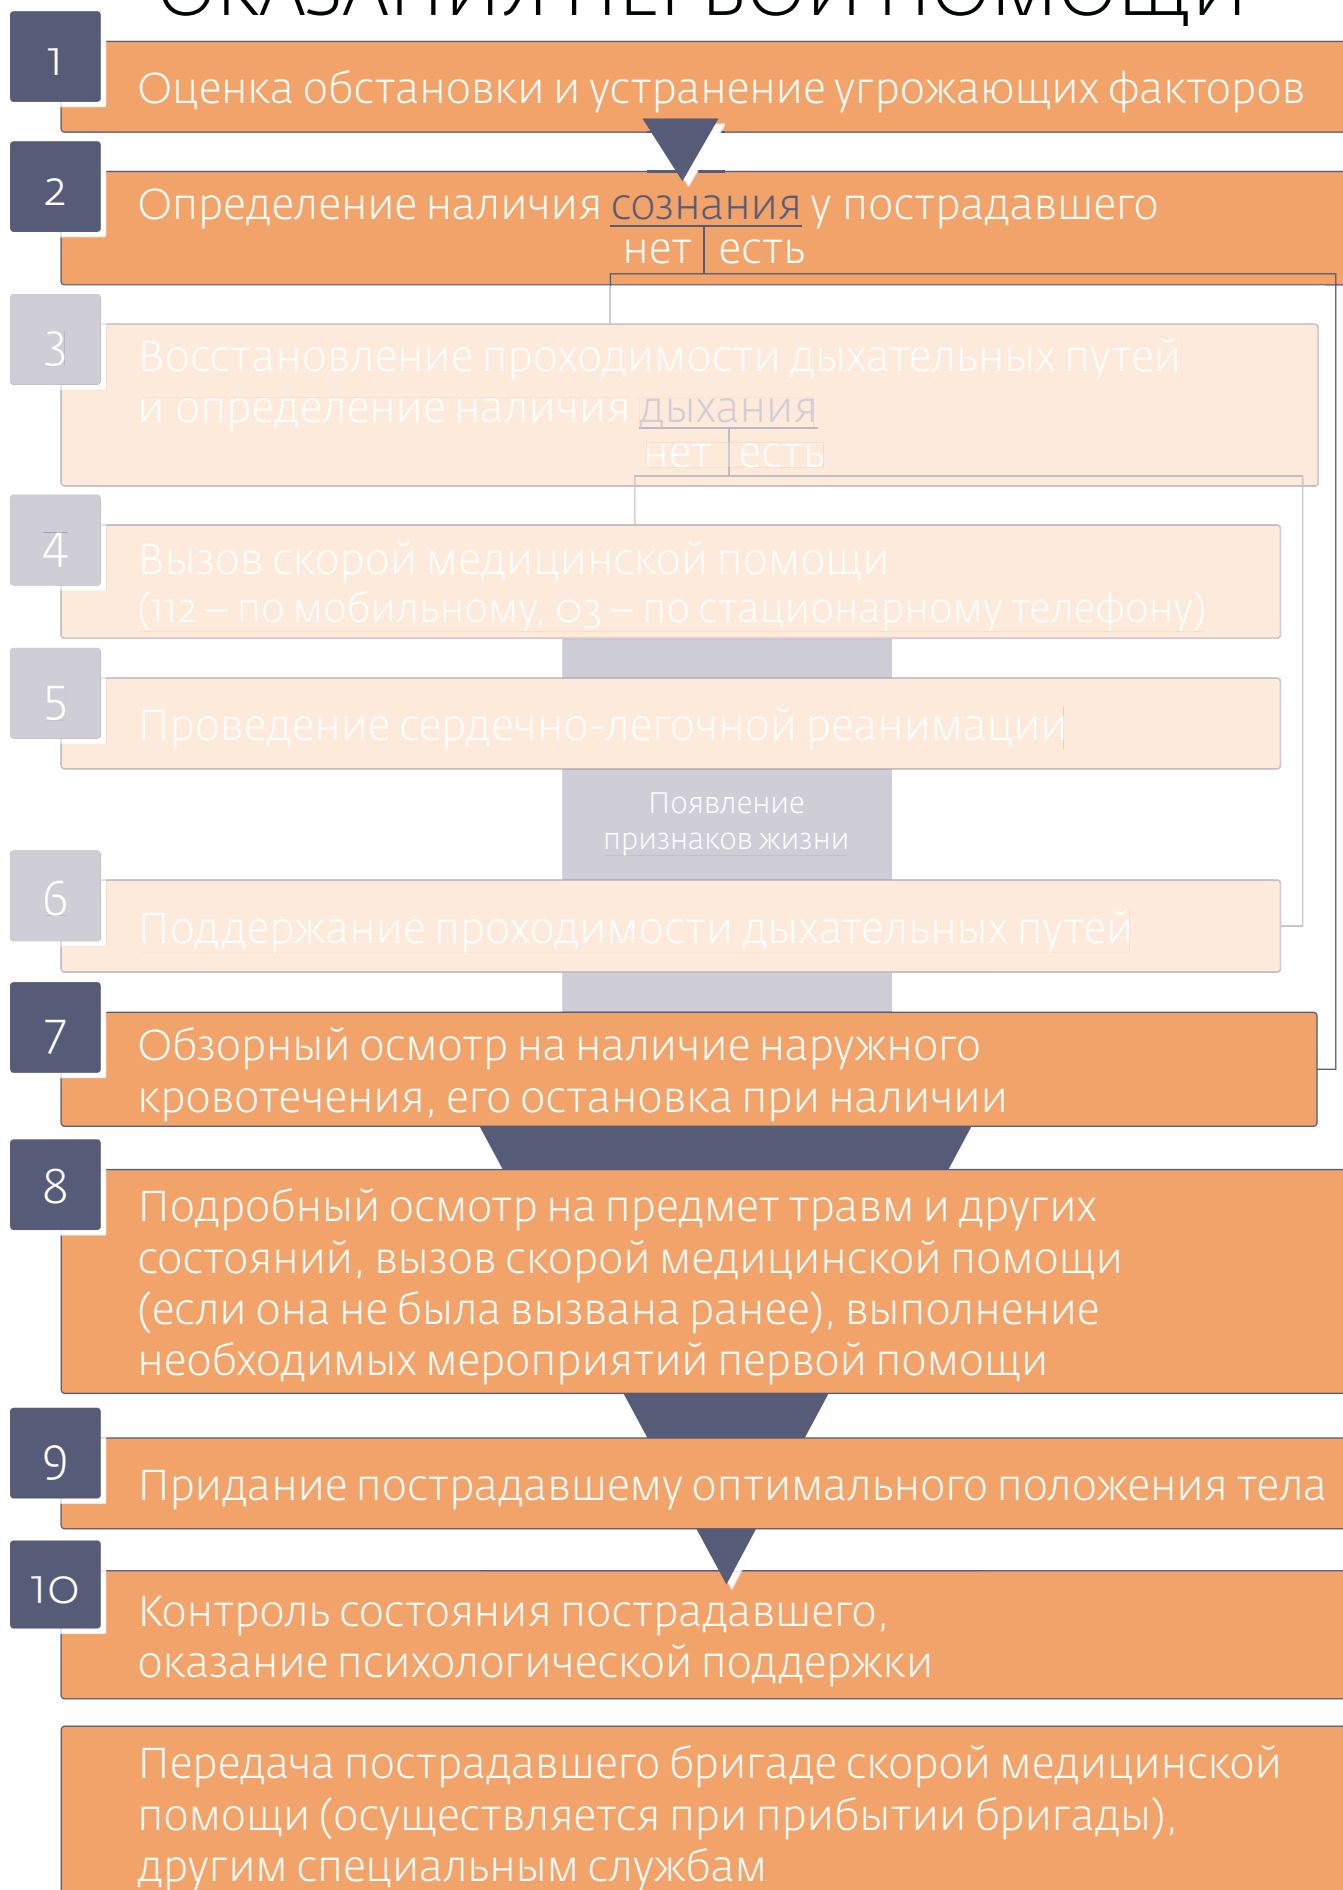 ОКАЗАНИЯ ПЕРВОЙ ПОМОЩИ
1
Оценка обстановки и устранение угрожающих факторов
2
Определение наличия сознания у пострадавшего
нет есть
3
Восстановление проходимости дыхательных путей
и определение наличия дыхания
нет есть
4
Вызов скорой медицинской помощи
(112 – по мобильному, 03 – по стационарному телефону)
5
Проведение сердечно-легочной реанимации
Появление
признаков жизни
6
Поддержание проходимости дыхательных путей
7
Обзорный осмотр на наличие наружного
кровотечения, его остановка при наличии
8
Подробный осмотр на предмет травм и других
состояний, вызов скорой медицинской помощи
(если она не была вызвана ранее), выполнение
необходимых мероприятий первой помощи
9
Придание пострадавшему оптимального положения тела
10
Контроль состояния пострадавшего,
оказание психологической поддержки
Передача пострадавшего бригаде скорой медицинской
помощи (осуществляется при прибытии бригады),
другим специальным службам